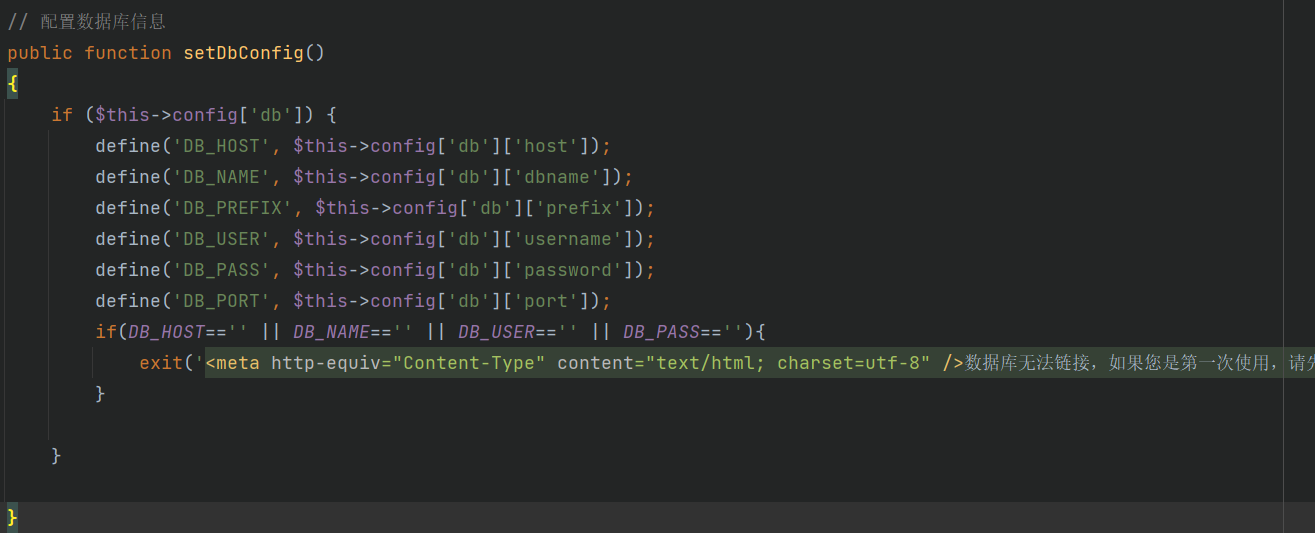 // 配置数据库信息
public function setDbConfig()
{
if ($this->config['db']) {
define('DB_HOST', $this->config['db']['host']);
define('DB_NAME', $this->config['db']['dbname']);
define('DB_PREFIX', $this->config['db']['prefix']);
define('DB_USER', $this->config['db']['username']);
define('DB_PASS', $this->config['db']['password']);
define('DB_PORT', $this->config['db']['port']);
if(DB_HOST=='' || DB_NAME=='' || DB_USER=='' || DB_PASS==''){
exit('<meta http-equiv="Content-Type" content="text/html; charset=utf-8" />数据库无法链接，如果您是第一次使用，请先
}
}
}